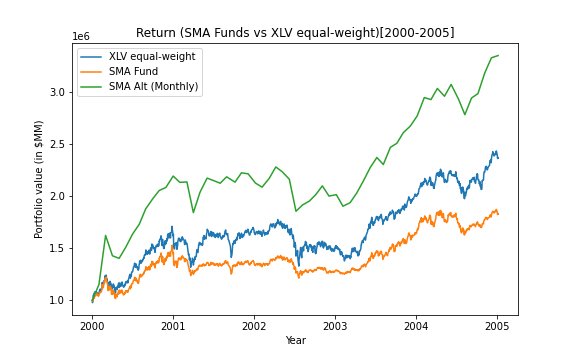 Return (SMA Funds vs XLV equal-weight)[2000-2005]
1e6
XLV equal-weight
SMA Fund
SMA Alt (Monthly)
3.0
2.5
2.0
1.5
1.0
Portfolio value (in $MM)
2000 2001 2002 2003 2004 2005
Year